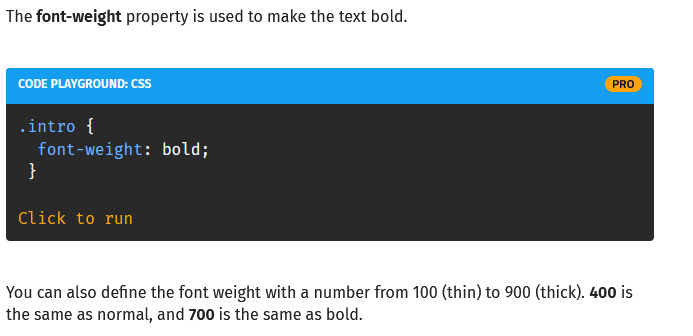 The font-weight property is used to make the text bold.
CODE PLAYGROUND: CSS
PRO
.intro {
font-weight: bold;
}
Click to run
You can also define the font weight with a number from 100 (thin) to 900 (thick). 400 is
the same as normal, and 700 is the same as bold.